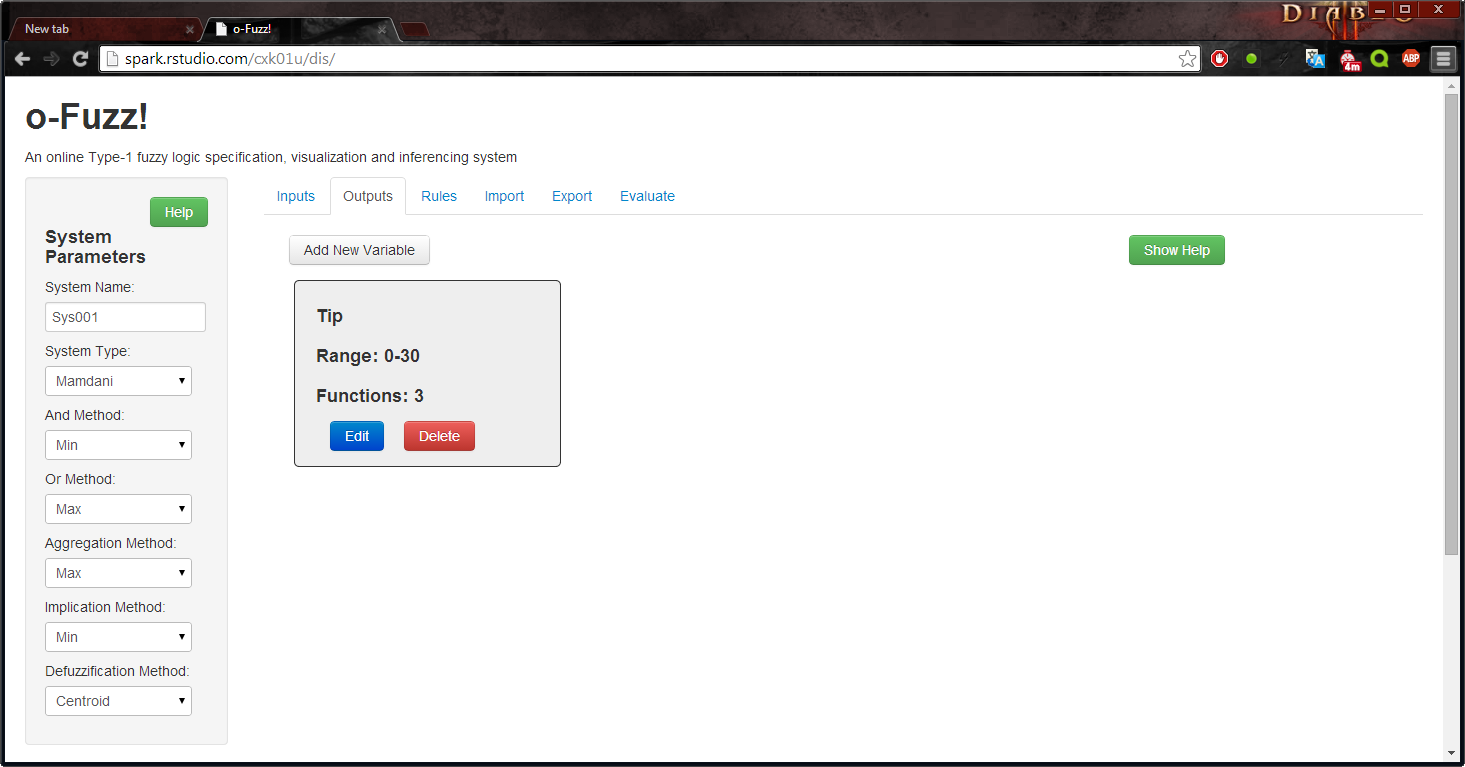 DIABLO
New tab
o-Fuzz!
spark.rstudio.com/cxk01u/dis/
4m
ABP
o-Fuzz!
An online Type-1 fuzzy logic specification, visualization and inferencing system
Help
System
Parameters
System Name:
Sys001
System Type:
Mamdani
And Method:
Min
Or Method:
Max
Aggregation Method:
Max
Implication Method:
Min
Defuzzification Method:
Centroid
Inputs Outputs Rules Import Export Evaluate
Add New Variable
Show Help
Tip
Range: 0-30
Functions: 3
Edit Delete